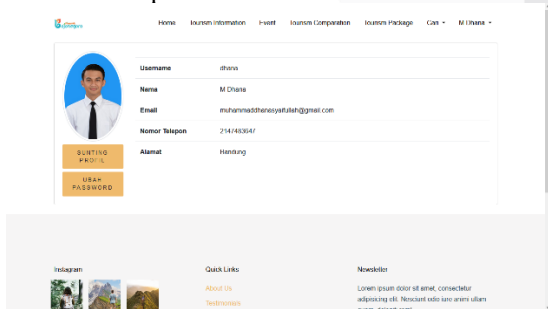 Home Tourism Information Event Tourism Comparation Tourism Package Cari M Dhana
Username dhana
Nama M Dhana
Email muhammaddhanasyaifullah@gmail.com
Nomor Telepon 2147483647
Alamat Bandung
SUNTING
PROFIL
UBAH
PASSWORD
Instagram Quick Links Newsletter
About Us Lorem ipsum dolor sit amet, consectetur
Testimonials adipisicing elit. Nesciunt odio iure animi ullam